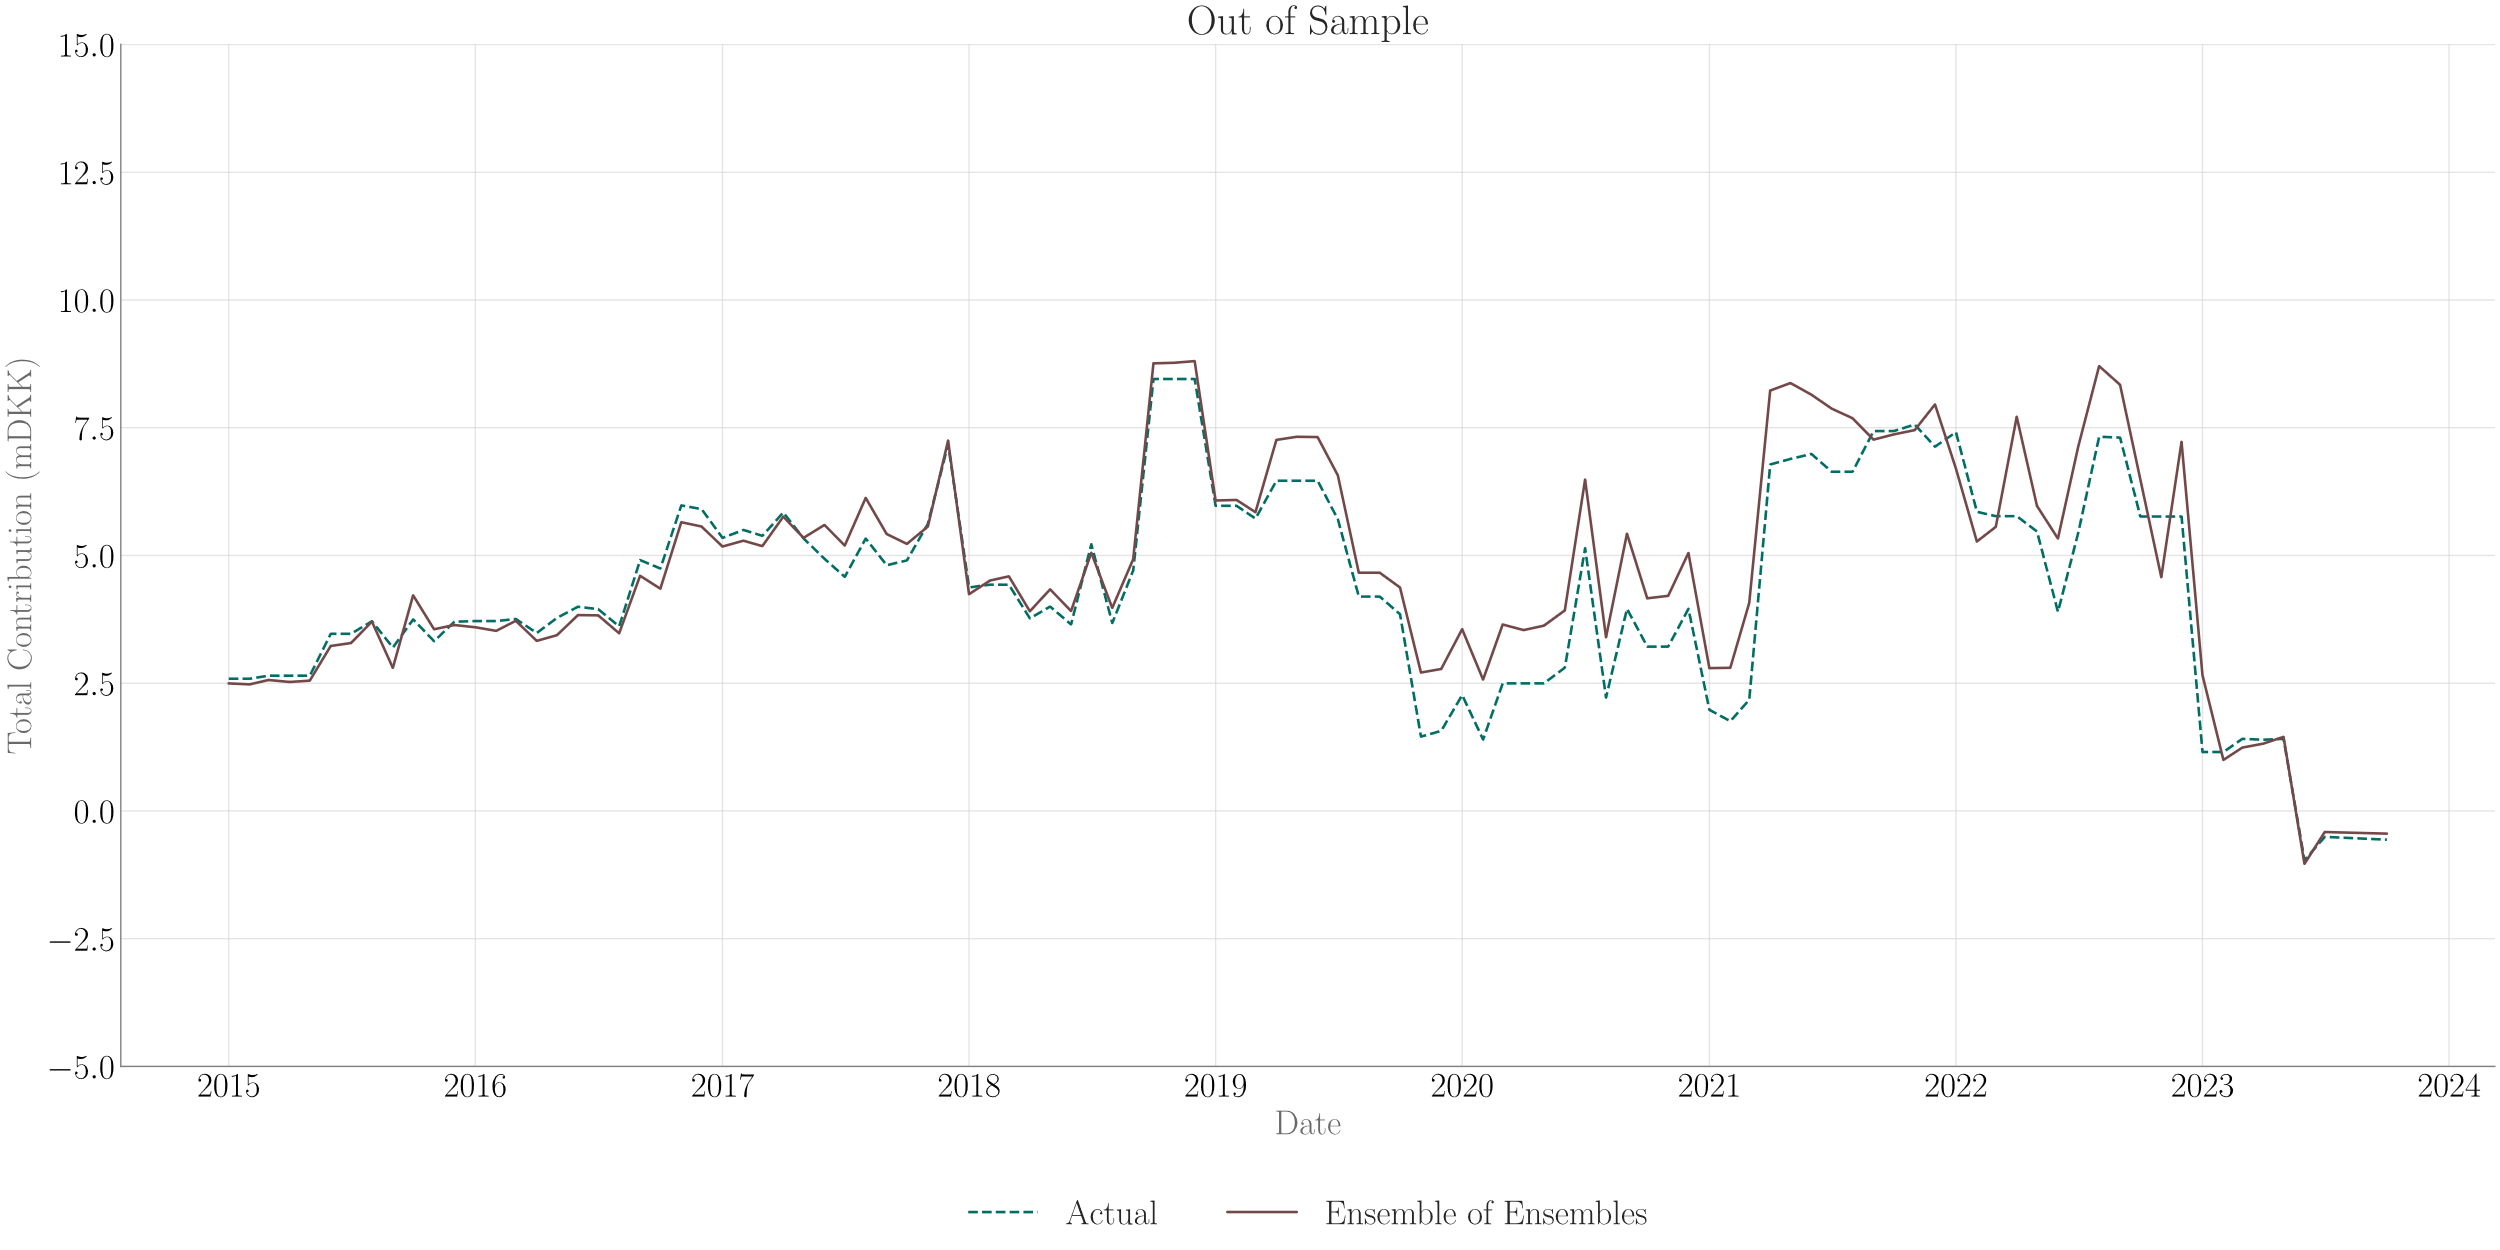 Out of Sample
15.0
12.5
10.0
7.5
5.0
2.5
0.0
−2.5
−5.0
Total Contribution (mDKK)
2015 2016 2017 2018 2019 2020 2021 2022 2023 2024
Date
Actual Ensemble of Ensembles